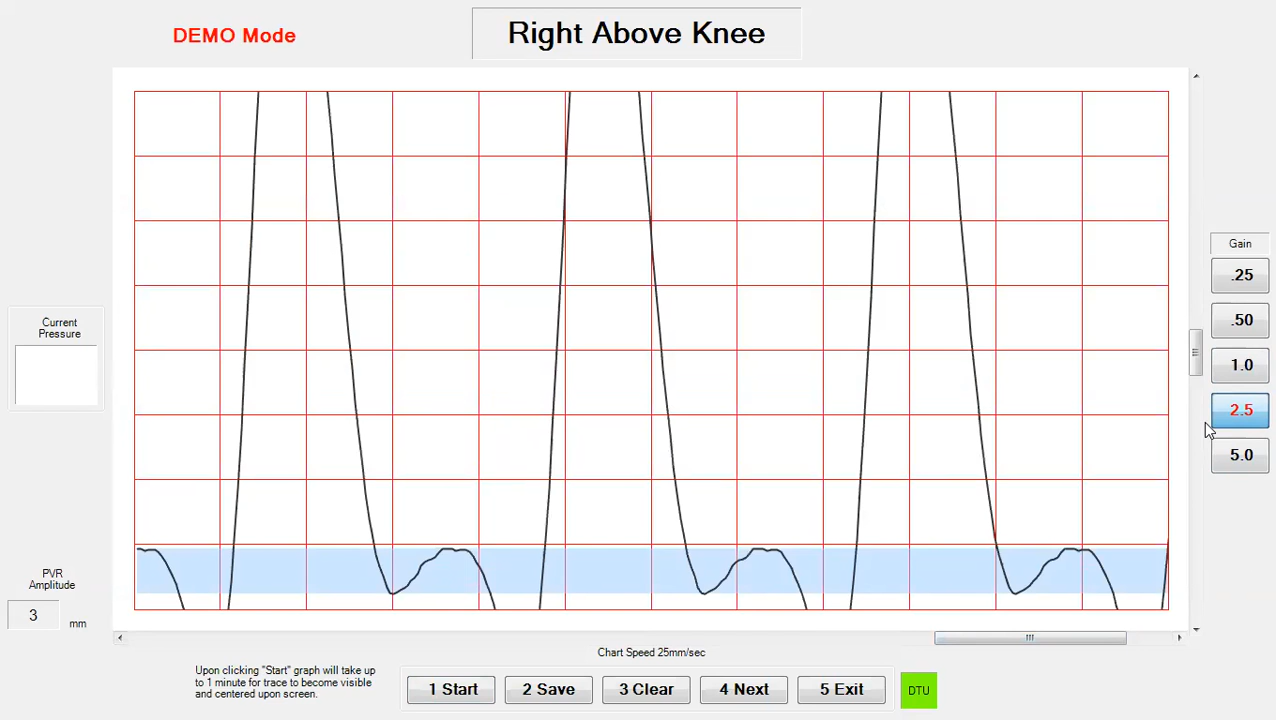 DEMO Mode
Right Above Knee
Gain
.25
.50
1.0
2.5
5.0
Current
Pressure
PVR
Amplitude
3 mm
Chart Speed 25mm/sec
Upon clicking "Start" graph will take up
to 1 minute for trace to become visible
and centered upon screen.
1 Start 2 Save 3 Clear 4 Next 5 Exit DTU